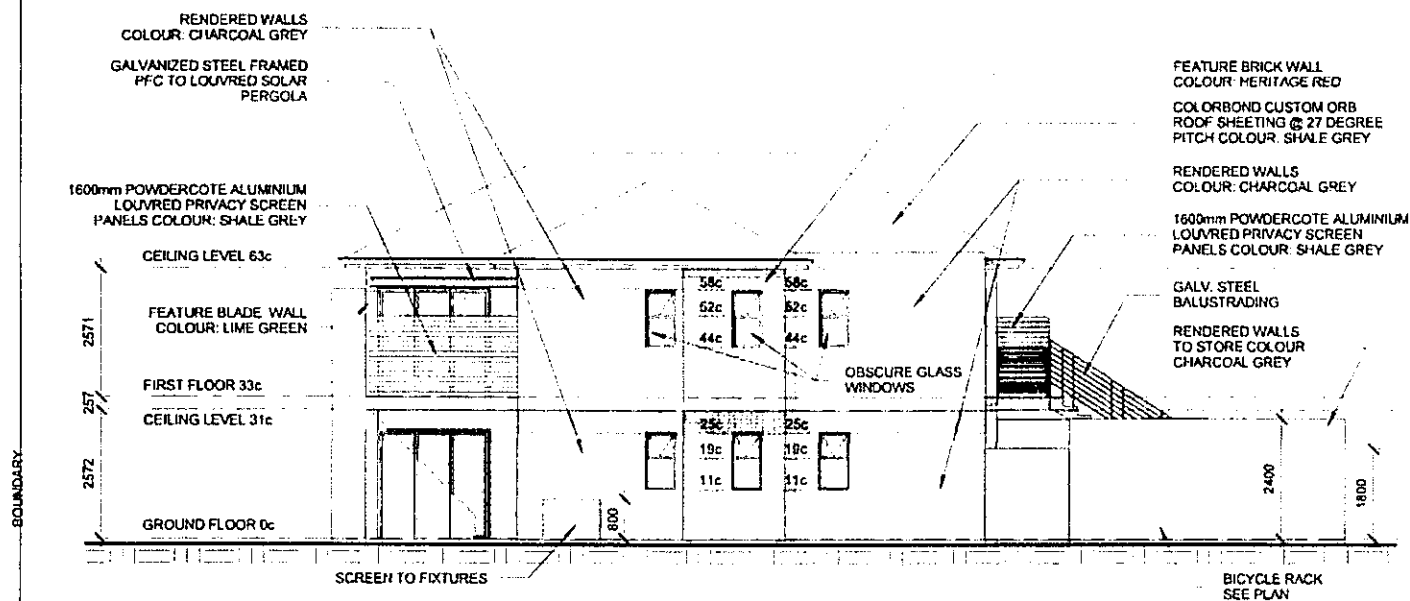 RENDERED WALLS
COLOUR: CHARCOAL GREY
GALVANIZED STEEL FRAMED
PFC TO LOUVRED SOLAR
PERGOLA
1600mm POWDERCOTE ALUMINIUM
LOUVRED PRIVACY SCREEN
PANELS COLOUR: SHALE GREY
CEILING LEVEL 63c
FEATURE BLADE WALL
COLOUR: LIME GREEN
FIRST FLOOR 33c
CEILING LEVEL 31c
GROUND FLOOR 0c
2571
257
2572
BOUNDARY
58c 58c
52c 52c
44c 44c
OBSCURE GLASS
WINDOWS
25c 25c
19c 19c
11c 11c
800
SCREEN TO FIXTURES
FEATURE BRICK WALL
COLOUR: HERITAGE RED
COLORBOND CUSTOM ORB
ROOF SHEETING @ 27 DEGREE
PITCH COLOUR: SHALE GREY
RENDERED WALLS
COLOUR: CHARCOAL GREY
1600mm POWDERCOTE ALUMINIUM
LOUVRED PRIVACY SCREEN
PANELS COLOUR: SHALE GREY
GALV. STEEL
BALUSTRADING
RENDERED WALLS
TO STORE COLOUR
CHARCOAL GREY
2400
1800
BICYCLE RACK
SEE PLAN